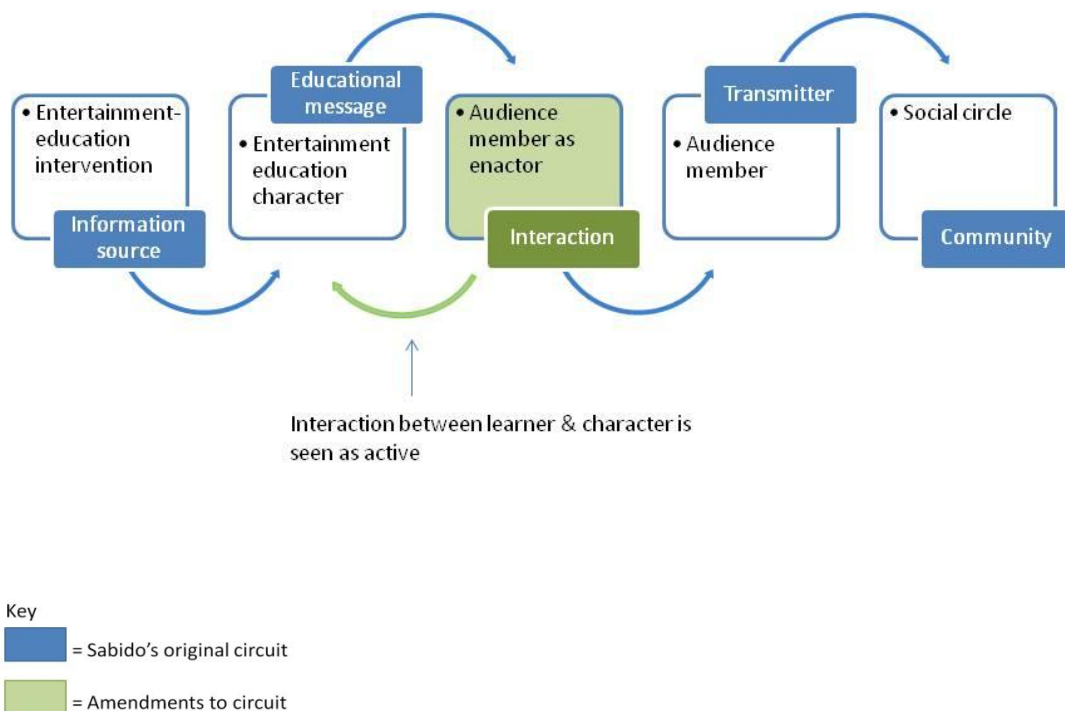 • Entertainment-
education
intervention
Information
source
Educational
message
• Entertainment
education
character
• Audience
member as
enactor
Interaction
Transmitter
• Audience
member
• Social circle
Community
Interaction between learner & character is
seen as active
Key
= Sabido's original circuit
= Amendments to circuit